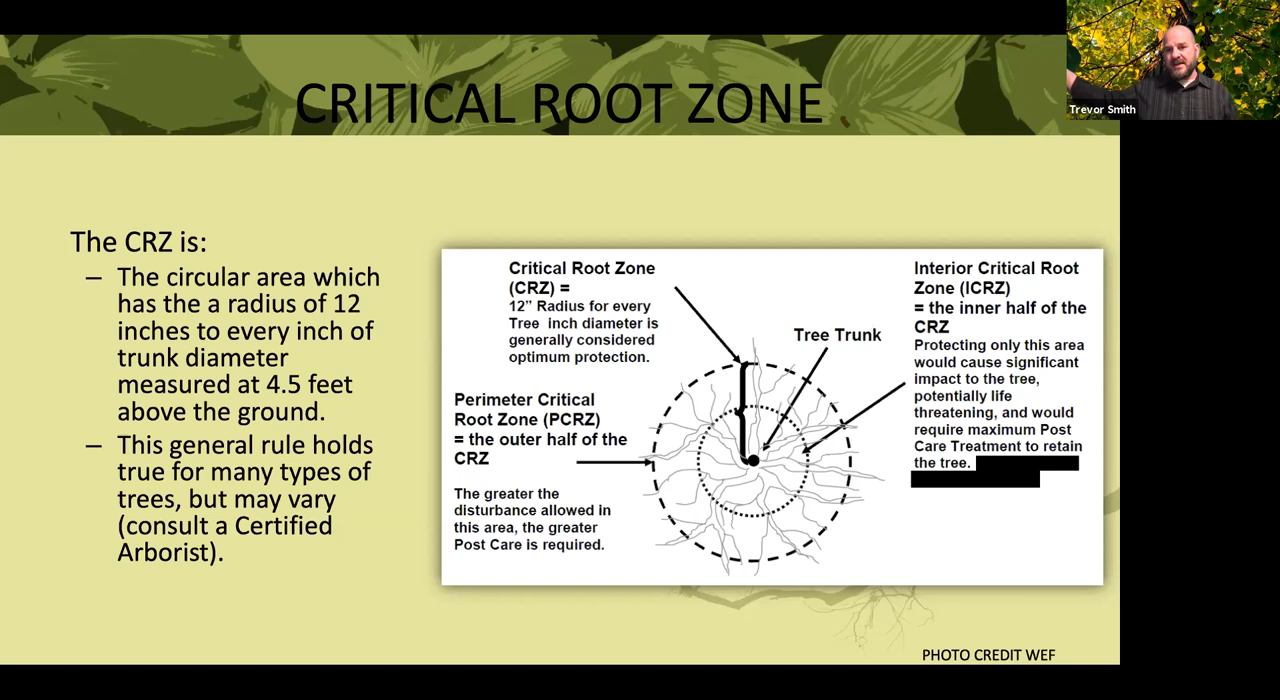 CRITICAL ROOT ZONE
Trevor Smith
The CRZ is:
– The circular area which
has the a radius of 12
inches to every inch of
trunk diameter
measured at 4.5 feet
above the ground.
– This general rule holds
true for many types of
trees, but may vary
(consult a Certified
Arborist).
Critical Root Zone
(CRZ) =
12” Radius for every
Tree inch diameter is
generally considered
optimum protection.
Perimeter Critical
Root Zone (PCRZ)
= the outer half of the
CRZ
The greater the
disturbance allowed in
this area, the greater
Post Care is required.
Tree Trunk
Interior Critical Root
Zone (ICRZ)
= the inner half of the
CRZ
Protecting only this area
would cause significant
impact to the tree,
potentially life
threatening, and would
require maximum Post
Care Treatment to retain
the tree.
PHOTO CREDIT WEF